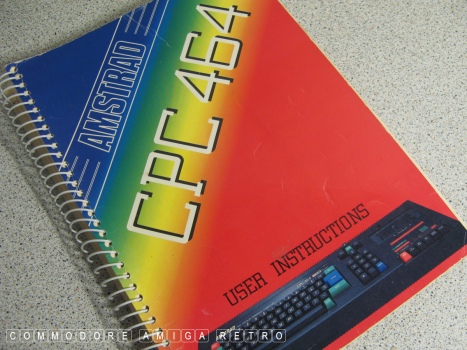 AMSTRAD
CPC 464
USER INSTRUCTIONS
COMMODORE AMIGA RETRO